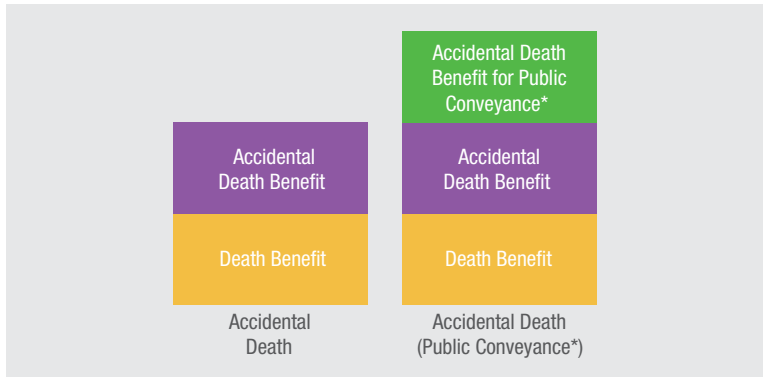 Accidental
Death Benefit
Death Benefit
Accidental
Death
Accidental Death
Benefit for Public
Conveyance*
Accidental
Death Benefit
Death Benefit
Accidental Death
(Public Conveyance*)